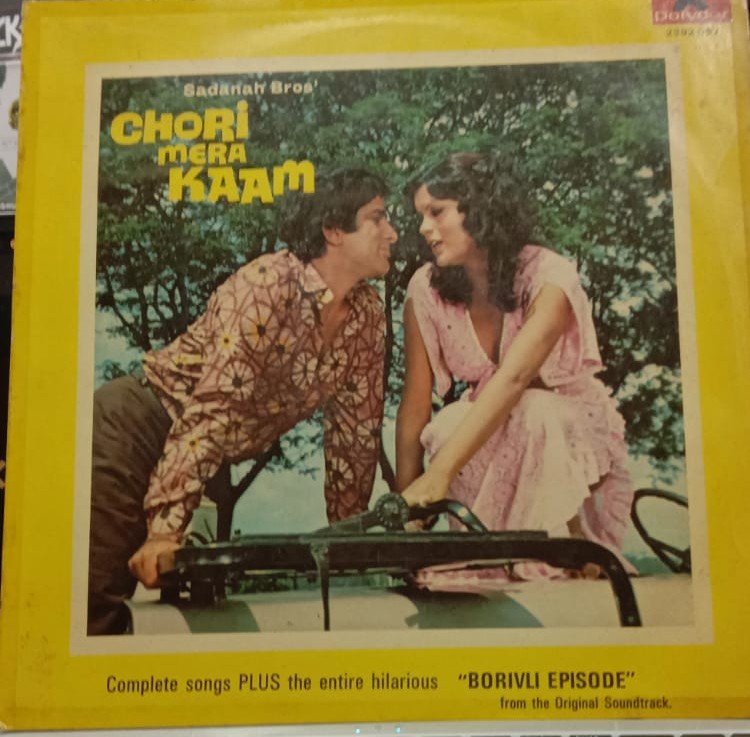 Polydor
Sadanah Bros'
CHORI
MERA
KAAM
Complete songs PLUS the entire hilarious "BORIVLI EPISODE"
from the Original Soundtrack.